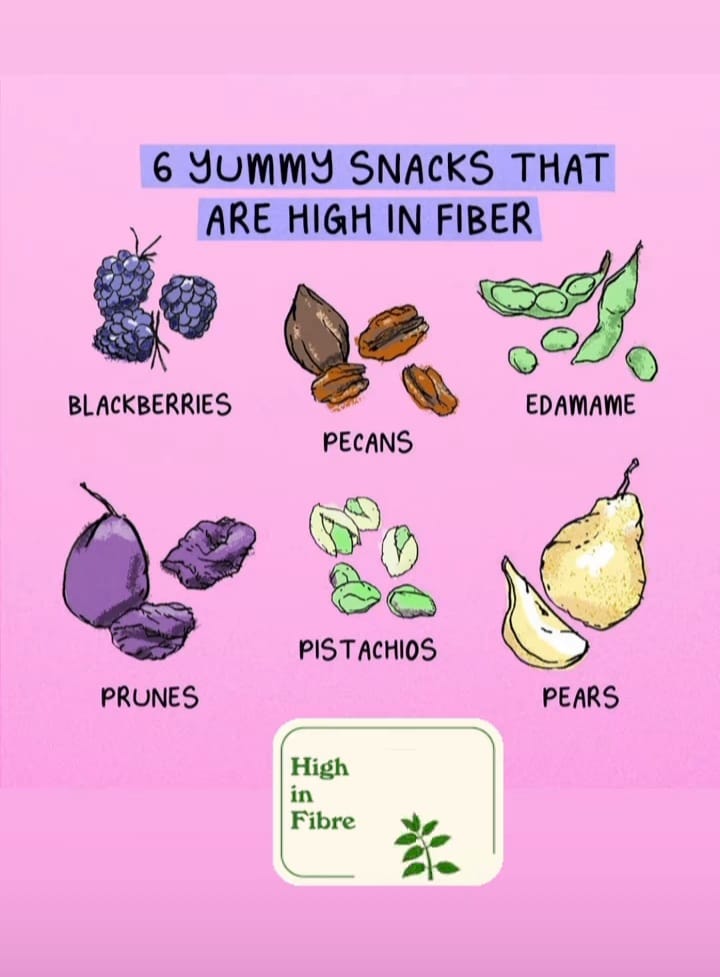 6 YUMMY SNACKS THAT
ARE HIGH IN FIBER
BLACKBERRIES
PECANS
EDAMAME
PRUNES
PISTACHIOS
PEARS
High
in
Fibre